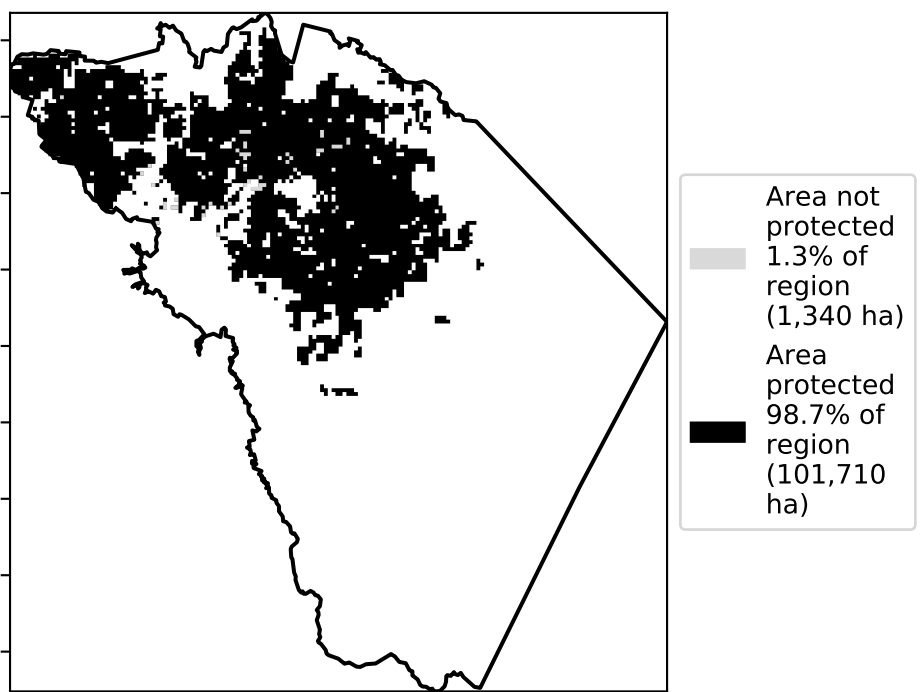 Area not
protected
1.3% of
region
(1,340 ha)
Area
protected
98.7% of
region
(101,710
ha)